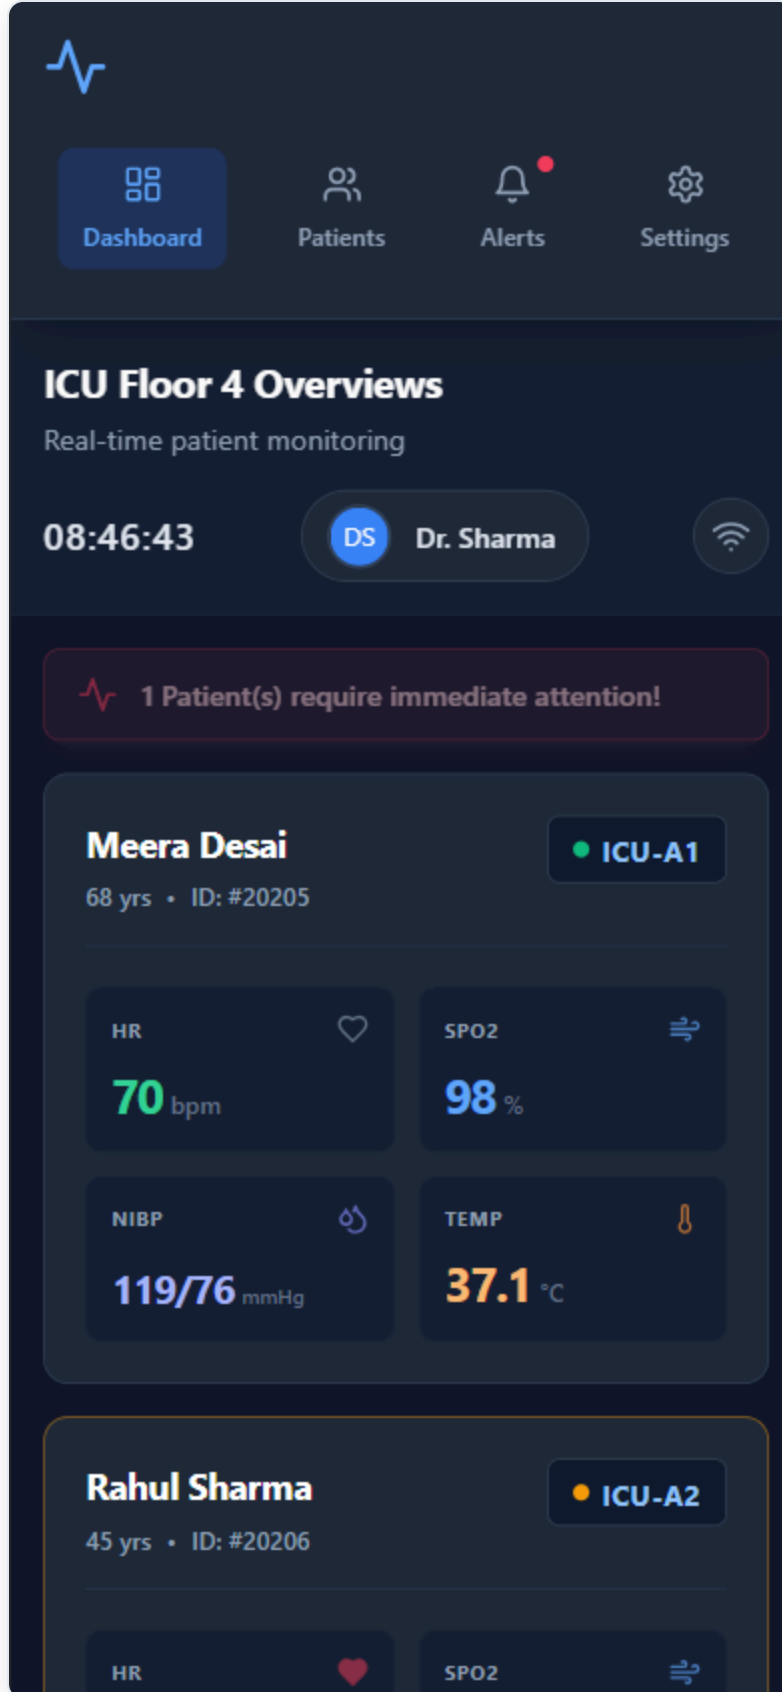 Dashboard Patients Alerts Settings
ICU Floor 4 Overviews
Real-time patient monitoring
08:46:43 DS Dr. Sharma
1 Patient(s) require immediate attention!
Meera Desai ICU-A1
68 yrs • ID: #20205
HR SPO2
70 bpm 98 %
NIBP TEMP
119/76 mmHg 37.1 °C
Rahul Sharma ICU-A2
45 yrs • ID: #20206
HR SPO2